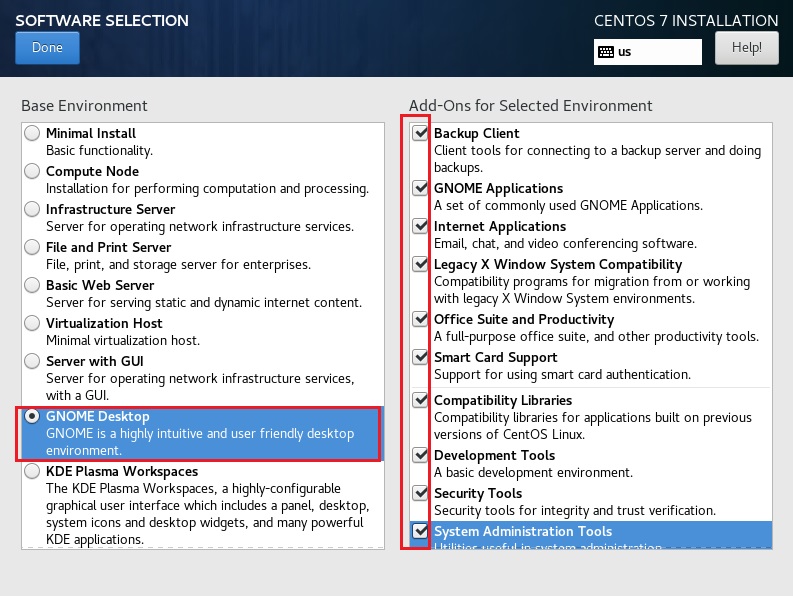 SOFTWARE SELECTION
CENTOS 7 INSTALLATION
Done
us
Help!
Base Environment
Minimal Install
Basic functionality.
Compute Node
Installation for performing computation and processing.
Infrastructure Server
Server for operating network infrastructure services.
File and Print Server
File, print, and storage server for enterprises.
Basic Web Server
Server for serving static and dynamic internet content.
Virtualization Host
Minimal virtualization host.
Server with GUI
Server for operating network infrastructure services,
with a GUI.
GNOME Desktop
GNOME is a highly intuitive and user friendly desktop
environment.
KDE Plasma Workspaces
The KDE Plasma Workspaces, a highly-configurable
graphical user interface which includes a panel, desktop,
system icons and desktop widgets, and many powerful
KDE applications.
Add-Ons for Selected Environment
Backup Client
Client tools for connecting to a backup server and doing
backups.
GNOME Applications
A set of commonly used GNOME Applications.
Internet Applications
Email, chat, and video conferencing software.
Legacy X Window System Compatibility
Compatibility programs for migration from or working
with legacy X Window System environments.
Office Suite and Productivity
A full-purpose office suite, and other productivity tools.
Smart Card Support
Support for using smart card authentication.
Compatibility Libraries
Compatibility libraries for applications built on previous
versions of CentOS Linux.
Development Tools
A basic development environment.
Security Tools
Security tools for integrity and trust verification.
System Administration Tools
Utilities useful in system administration.